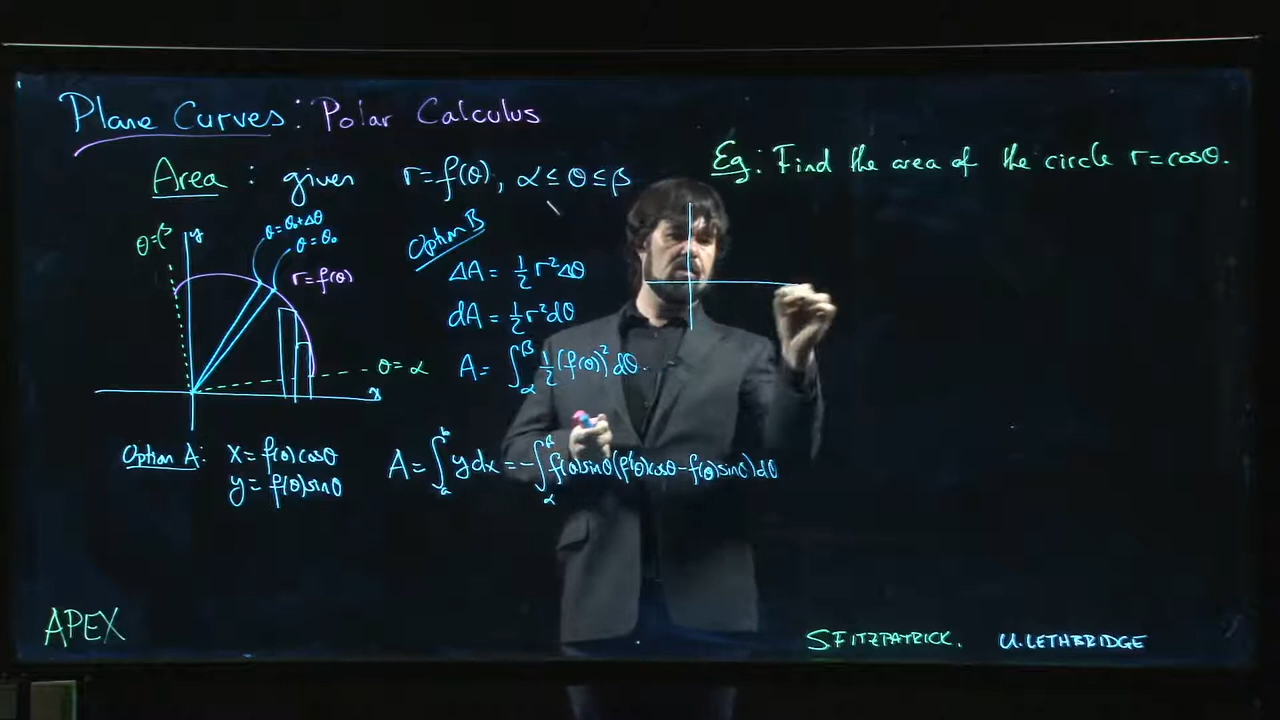 Plane Curves: Polar Calculus
Area: given r=f(θ), α≤θ≤β
Eg: Find the area of the circle r=cosθ.
θ=β
y
θ=θ₀+Δθ
θ=θ₀
r=f(θ)
θ=α
x
Option B
ΔA = ½r²Δθ
dA = ½r²dθ
A = ∫_α^β ½(f(θ))²dθ.
Option A: x = f(θ)cosθ
y = f(θ)sinθ
A = ∫_a^b y dx = -∫_α^β f(θ)sinθ(f'(θ)cosθ - f(θ)sinθ)dθ
APEX
S FITZPATRICK. U. LETHBRIDGE